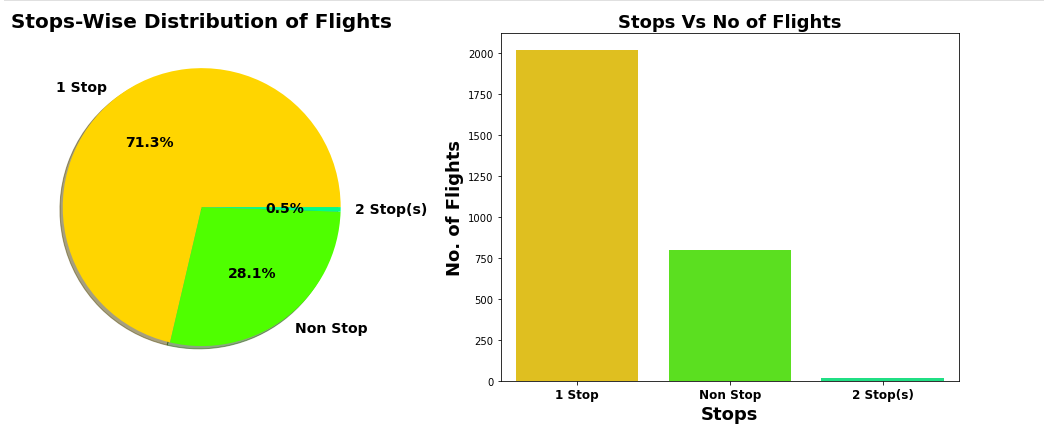 Stops-Wise Distribution of Flights
1 Stop
71.3%
0.5%
2 Stop(s)
28.1%
Non Stop
Stops Vs No of Flights
No. of Flights
2000
1750
1500
1250
1000
750
500
250
0
1 Stop
Non Stop
2 Stop(s)
Stops